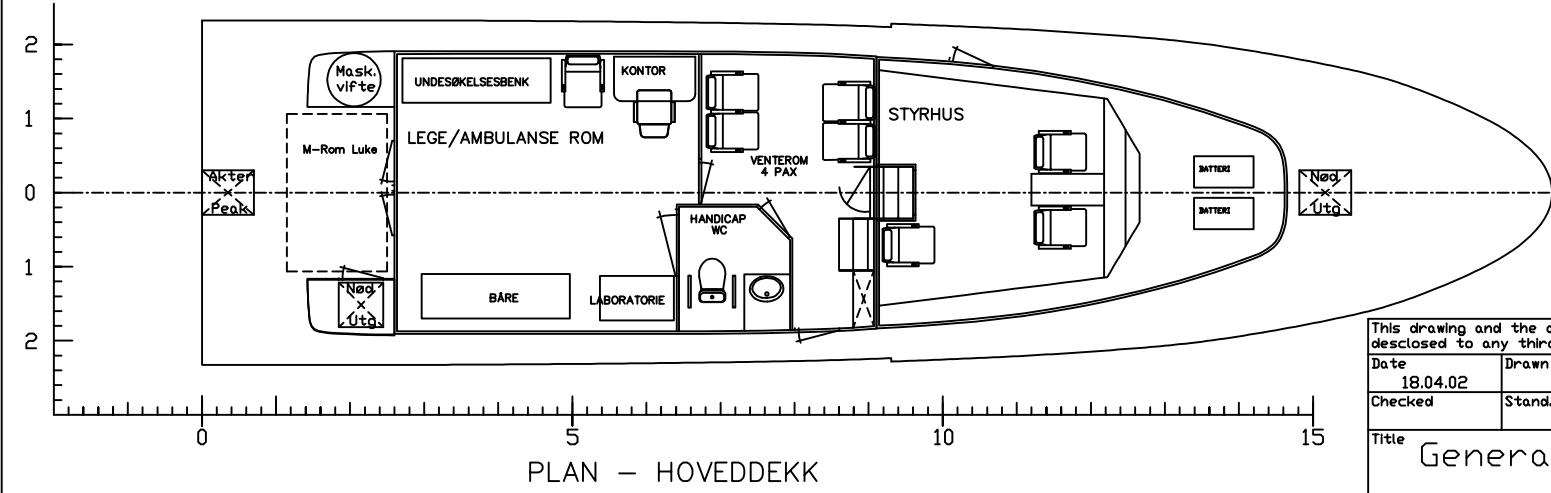 2
1
0
1
2
Mask.
vifte
M-Rom Luke
Akter
Peak
Nød
Utg
UNDESØKELSESBENK
KONTOR
LEGE/AMBULANSE ROM
BÅRE
LABORATORIE
HANDICAP
WC
VENTEROM
4 PAX
STYRHUS
BATTERI
BATTERI
Nød
Utg
0
5
10
15
PLAN - HOVEDDEKK
This drawing and the
desclosed to any
Date
18.04.02
Drawn
Checked
Stand.
Title